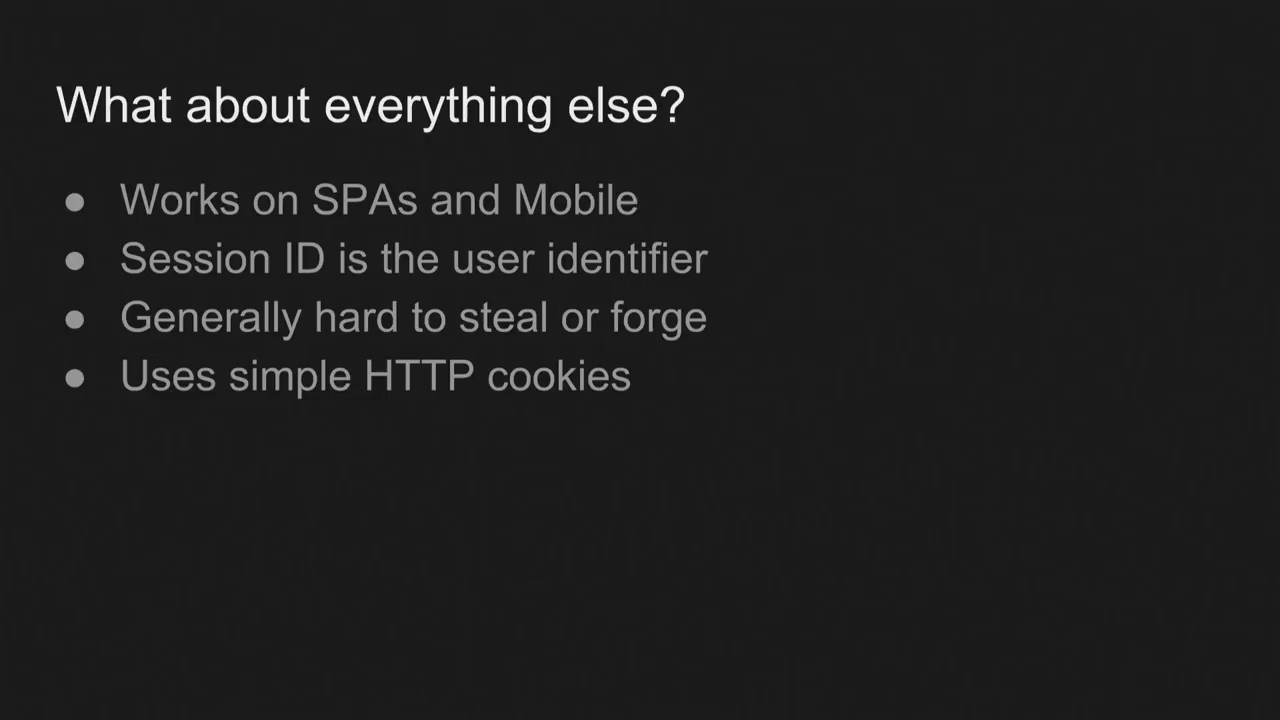 What about everything else?
● Works on SPAs and Mobile
● Session ID is the user identifier
● Generally hard to steal or forge
● Uses simple HTTP cookies